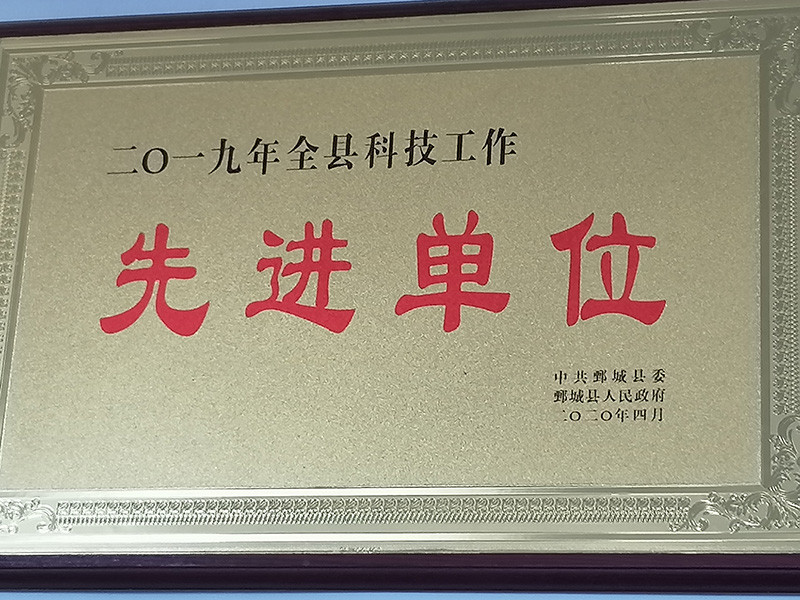 二〇一九年全县科技工作
先进单位
中共鄄城县委
鄄城县人民政府
二〇二〇年四月